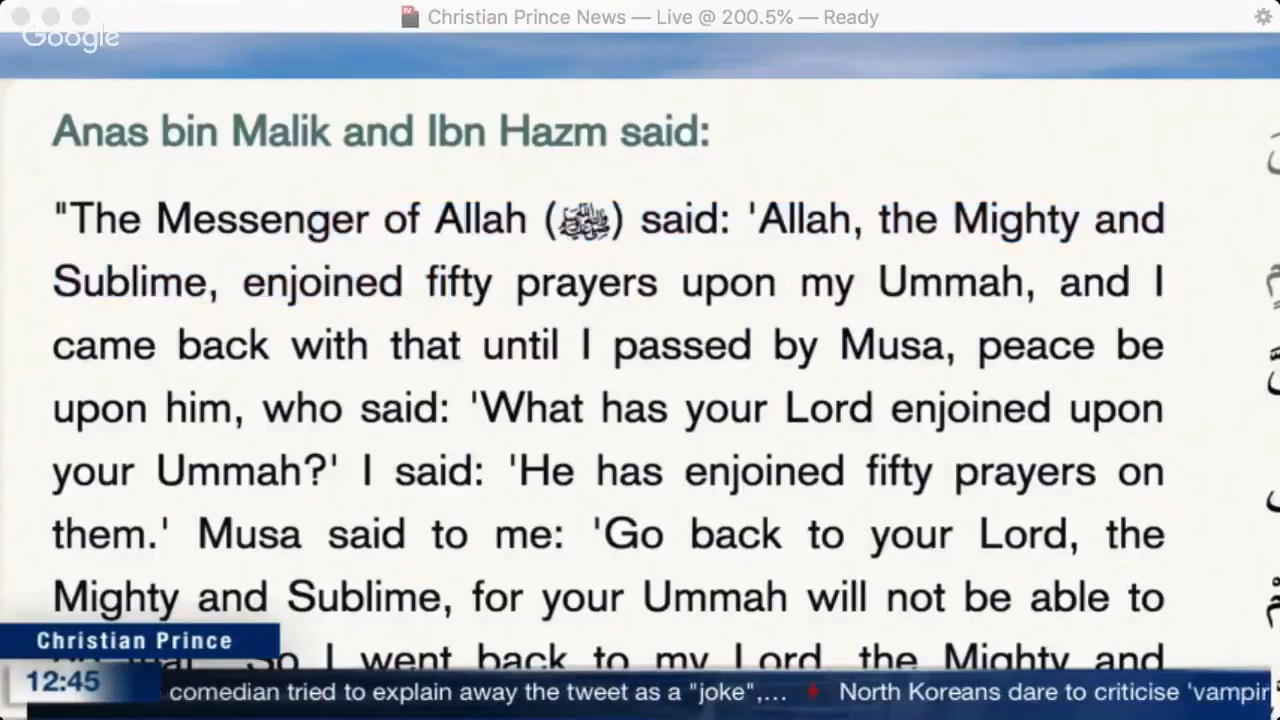 Christian Prince News — Live @ 200.5% — Ready
Google
Anas bin Malik and Ibn Hazm said:
"The Messenger of Allah (ﷺ) said: 'Allah, the Mighty and
Sublime, enjoined fifty prayers upon my Ummah, and I
came back with that until I passed by Musa, peace be
upon him, who said: 'What has your Lord enjoined upon
your Ummah?' I said: 'He has enjoined fifty prayers on
them.' Musa said to me: 'Go back to your Lord, the
Mighty and Sublime, for your Ummah will not be able to
So I went back to my Lord, the Mighty and
Christian Prince
12:45
comedian tried to explain away the tweet as a "joke",... North Koreans dare to criticise 'vampir